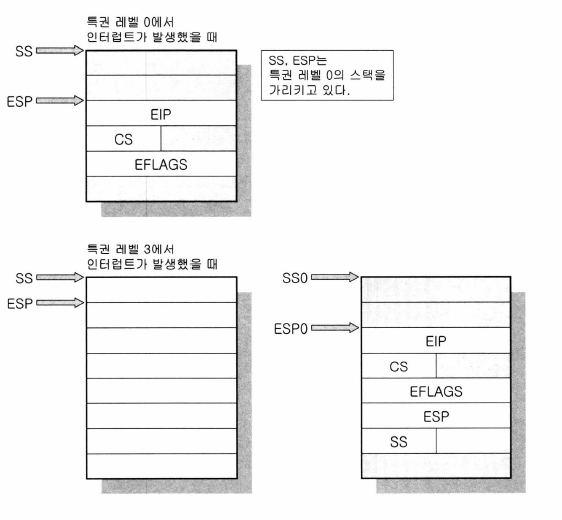 특권 레벨 0에서
인터럽트가 발생했을 때
SS
SS, ESP는
특권 레벨 0의 스택을
가리키고 있다.
ESP
EIP
CS
EFLAGS
특권 레벨 3에서
인터럽트가 발생했을 때
SS
ESP
SS0
ESP0
EIP
CS
EFLAGS
ESP
SS